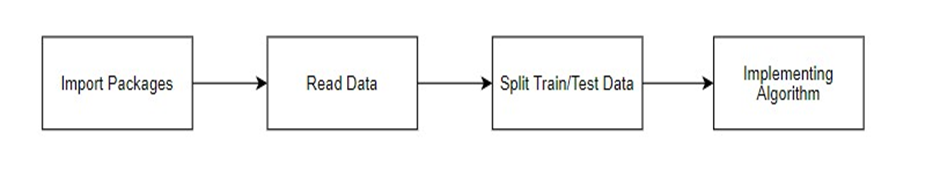 Import Packages
Read Data
Split Train/Test Data
Implementing
Algorithm